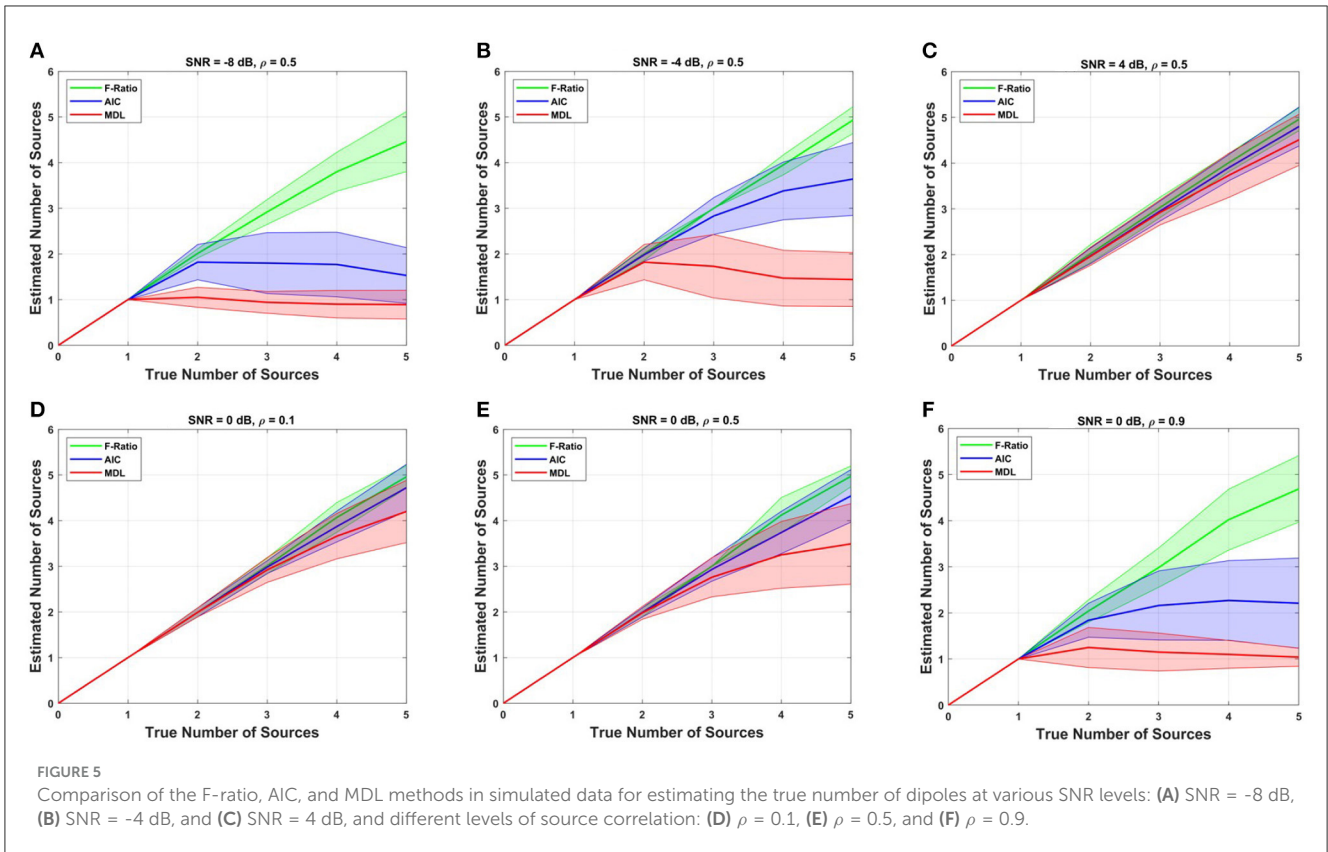 A
SNR = -8 dB, ρ = 0.5
F-Ratio
AIC
MDL
Estimated Number of Sources
6
5
4
3
2
1
0
0 1 2 3 4 5
True Number of Sources
B
SNR = -4 dB, ρ = 0.5
F-Ratio
AIC
MDL
Estimated Number of Sources
6
5
4
3
2
1
0
0 1 2 3 4 5
True Number of Sources
C
SNR = 4 dB, ρ = 0.5
F-Ratio
AIC
MDL
Estimated Number of Sources
6
5
4
3
2
1
0
0 1 2 3 4 5
True Number of Sources
D
SNR = 0 dB, ρ = 0.1
F-Ratio
AIC
MDL
Estimated Number of Sources
6
5
4
3
2
1
0
0 1 2 3 4 5
True Number of Sources
E
SNR = 0 dB, ρ = 0.5
F-Ratio
AIC
MDL
Estimated Number of Sources
6
5
4
3
2
1
0
0 1 2 3 4 5
True Number of Sources
F
SNR = 0 dB, ρ = 0.9
F-Ratio
AIC
MDL
Estimated Number of Sources
6
5
4
3
2
1
0
0 1 2 3 4 5
True Number of Sources
FIGURE 5
Comparison of the F-ratio, AIC, and MDL methods in simulated data for estimating the true number of dipoles at various SNR levels: (A) SNR = -8 dB,
(B) SNR = -4 dB, and (C) SNR = 4 dB, and different levels of source correlation: (D) ρ = 0.1, (E) ρ = 0.5, and (F) ρ = 0.9.